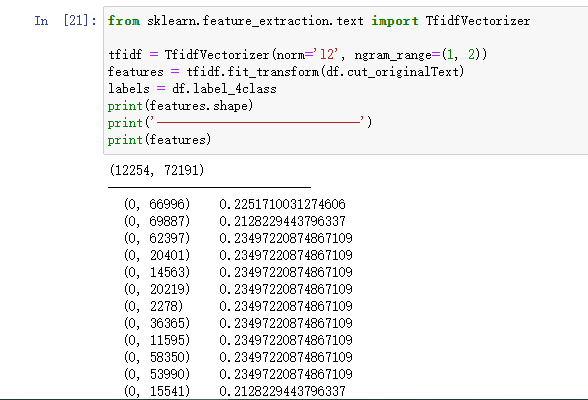 In [21]: from sklearn.feature_extraction.text import TfidfVectorizer
tfidf = TfidfVectorizer(norm='l2', ngram_range=(1, 2))
features = tfidf.fit_transform(df.cut_originalText)
labels = df.label_4class
print(features.shape)
print('————————————————————————————')
print(features)
(12254, 72191)
————————————————————————————
(0, 66996) 0.2251710031274606
(0, 69887) 0.2128229443796337
(0, 62397) 0.23497220874867109
(0, 20401) 0.23497220874867109
(0, 14563) 0.23497220874867109
(0, 20219) 0.23497220874867109
(0, 2278) 0.23497220874867109
(0, 36365) 0.23497220874867109
(0, 11595) 0.23497220874867109
(0, 58350) 0.23497220874867109
(0, 53990) 0.23497220874867109
(0, 15541) 0.2128229443796337